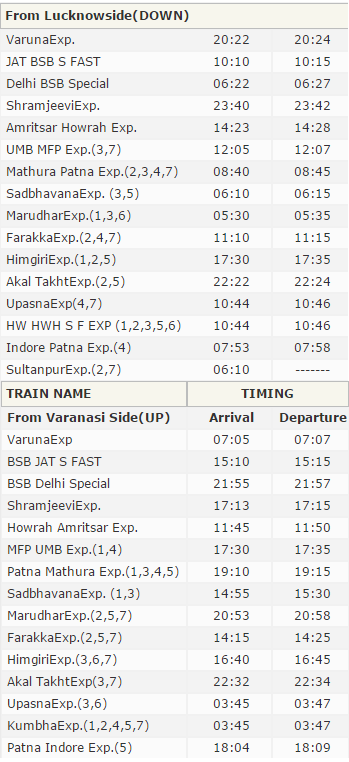 From Lucknowside(DOWN)
VarunaExp. 20:22 20:24
JAT BSB S FAST 10:10 10:15
Delhi BSB Special 06:22 06:27
ShramjeeviExp. 23:40 23:42
Amritsar Howrah Exp. 14:23 14:28
UMB MFP Exp.(3,7) 12:05 12:07
Mathura Patna Exp.(2,3,4,7) 08:40 08:45
SadbhavanaExp. (3,5) 06:10 06:15
MarudharExp.(1,3,6) 05:30 05:35
FarakkaExp.(2,4,7) 11:10 11:15
HimgiriExp.(1,2,5) 17:30 17:35
Akal TakhtExp.(2,5) 22:22 22:24
UpasnaExp(4,7) 10:44 10:46
HW HWH S F EXP (1,2,3,5,6) 10:44 10:46
Indore Patna Exp.(4) 07:53 07:58
SultanpurExp.(2,7) 06:10 -------
TRAIN NAME TIMING
From Varanasi Side(UP) Arrival Departure
VarunaExp 07:05 07:07
BSB JAT S FAST 15:10 15:15
BSB Delhi Special 21:55 21:57
ShramjeeviExp. 17:13 17:15
Howrah Amritsar Exp. 11:45 11:50
MFP UMB Exp.(1,4) 17:30 17:35
Patna Mathura Exp.(1,3,4,5) 19:10 19:15
SadbhavanaExp. (1,3) 14:55 15:30
MarudharExp.(2,5,7) 20:53 20:58
FarakkaExp.(2,5,7) 14:15 14:25
HimgiriExp.(3,6,7) 16:40 16:45
Akal TakhtExp(3,7) 22:32 22:34
UpasnaExp.(3,6) 03:45 03:47
KumbhaExp.(1,2,4,5,7) 03:45 03:47
Patna Indore Exp.(5) 18:04 18:09